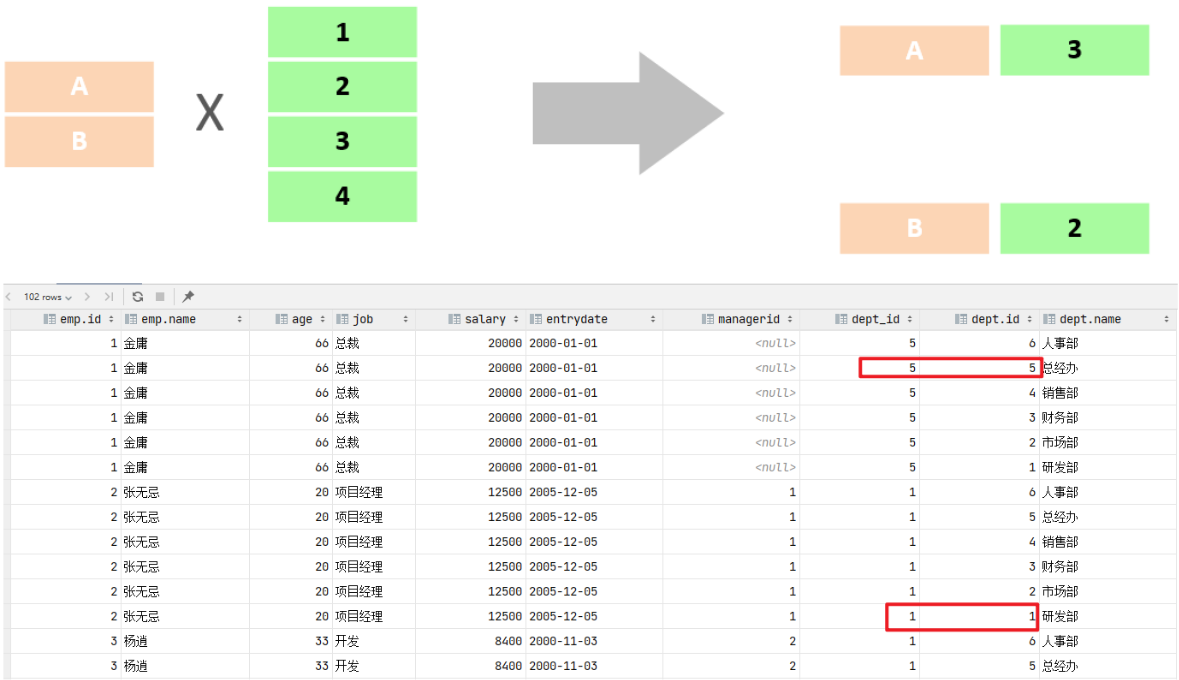 1
A X 2 A 3
B 3
4 B 2
102 rows
emp.id emp.name age job salary entrydate managerid dept_id dept.id dept.name
1 金庸 66 总裁 20000 2000-01-01 <null> 5 6 人事部
1 金庸 66 总裁 20000 2000-01-01 <null> 5 5 总经办
1 金庸 66 总裁 20000 2000-01-01 <null> 5 4 销售部
1 金庸 66 总裁 20000 2000-01-01 <null> 5 3 财务部
1 金庸 66 总裁 20000 2000-01-01 <null> 5 2 市场部
1 金庸 66 总裁 20000 2000-01-01 <null> 5 1 研发部
2 张无忌 20 项目经理 12500 2005-12-05 1 1 6 人事部
2 张无忌 20 项目经理 12500 2005-12-05 1 1 5 总经办
2 张无忌 20 项目经理 12500 2005-12-05 1 1 4 销售部
2 张无忌 20 项目经理 12500 2005-12-05 1 1 3 财务部
2 张无忌 20 项目经理 12500 2005-12-05 1 1 2 市场部
2 张无忌 20 项目经理 12500 2005-12-05 1 1 1 研发部
3 杨逍 33 开发 8400 2000-11-03 2 1 6 人事部
3 杨逍 33 开发 8400 2000-11-03 2 1 5 总经办